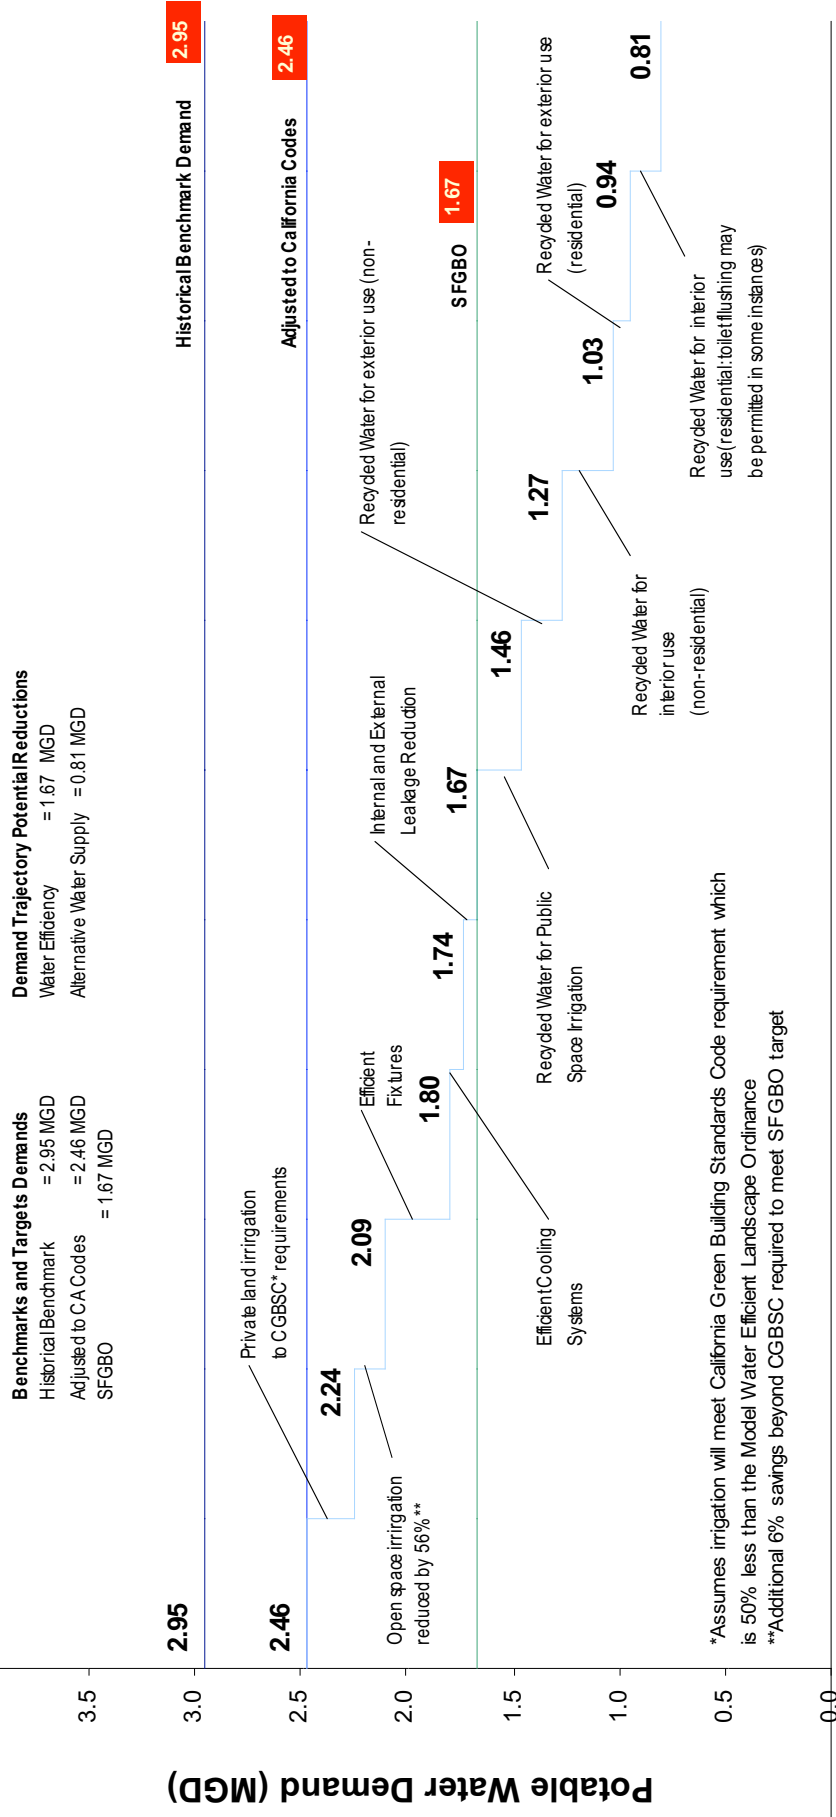 Benchmarks and Targets Demands
Historical Benchmark = 2.95 MGD
Adjusted to CA Codes = 2.46 MGD
SFGBO = 1.67 MGD
Demand Trajectory Potential Reductions
Water Efficiency = 1.67 MGD
Alternative Water Supply = 0.81 MGD
Potable Water Demand (MGD)
3.5
3.0
2.5
2.0
1.5
1.0
0.5
0.0
2.95
Historical Benchmark Demand
2.95
2.46
Adjusted to California Codes
2.46
Private land irrigation
to CGBSC* requirements
2.24
Open space irrigation
reduced by 56%**
2.09
Efficient
Fixtures
1.80
Efficient Cooling
Systems
1.74
Internal and External
Leakage Reduction
1.67
SFGBO
1.67
Recycled Water for Public
Space Irrigation
1.46
Recycled Water for exterior use (non-
residential)
1.27
Recycled Water for
interior use
(non-residential)
1.03
Recycled Water for exterior use
(residential)
0.94
Recycled Water for interior
use(residential:toilet flushing may
be permitted in some instances)
0.81
*Assumes irrigation will meet California Green Building Standards Code requirement which
is 50% less than the Model Water Efficient Landscape Ordinance
**Additional 6% savings beyond CGBSC required to meet SFGBO target